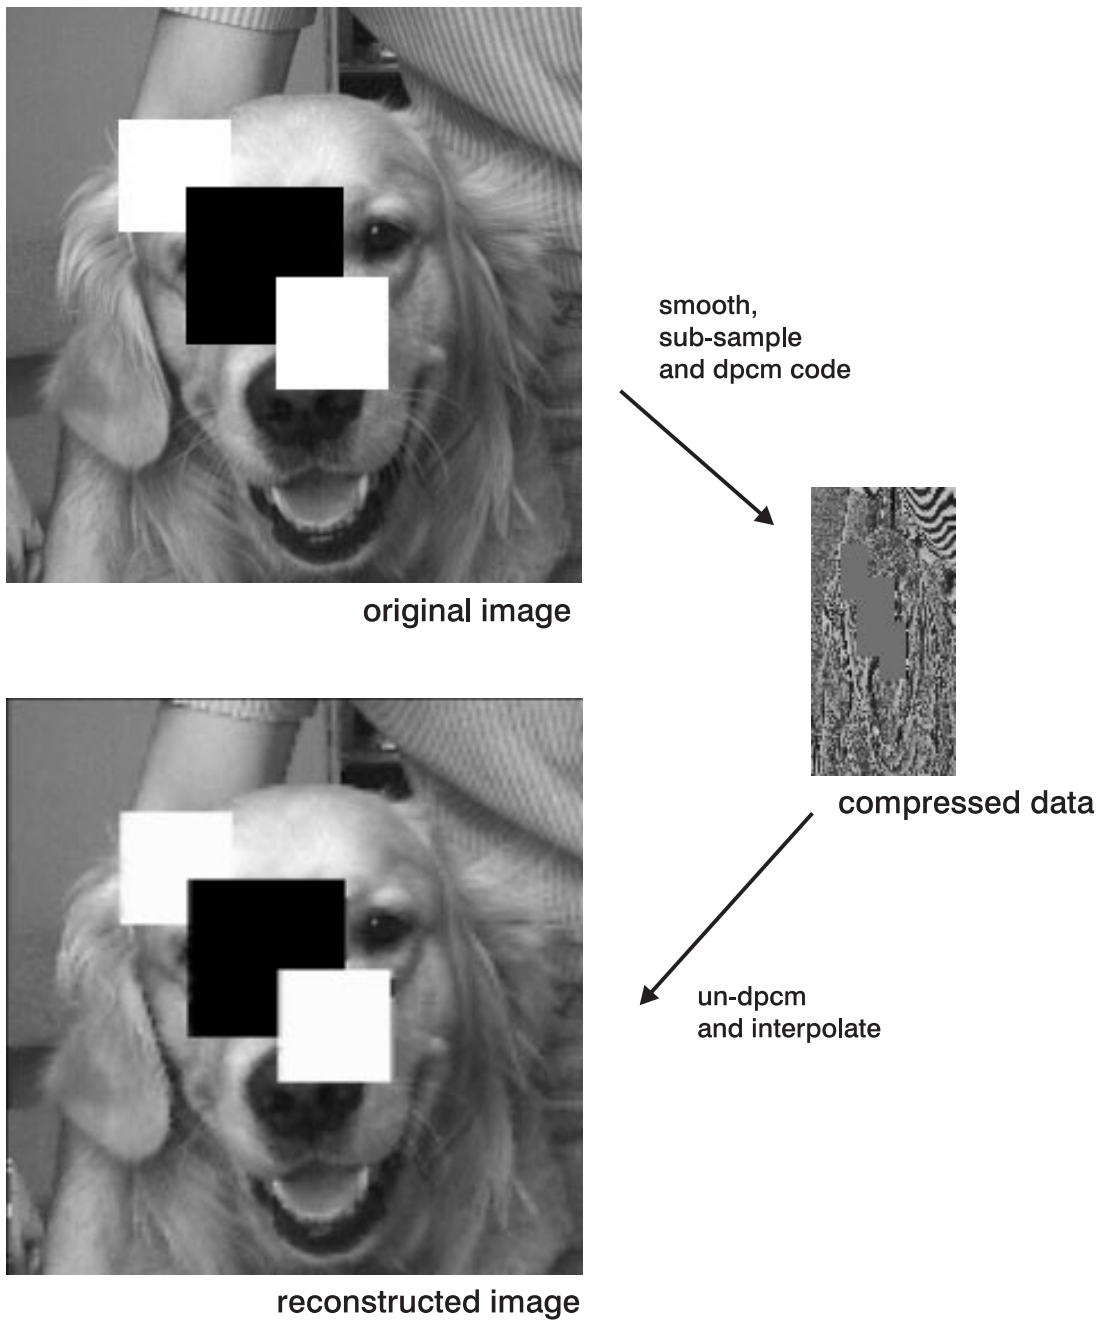 original image
smooth,
sub-sample
and dpcm code
compressed data
un-dpcm
and interpolate
reconstructed image